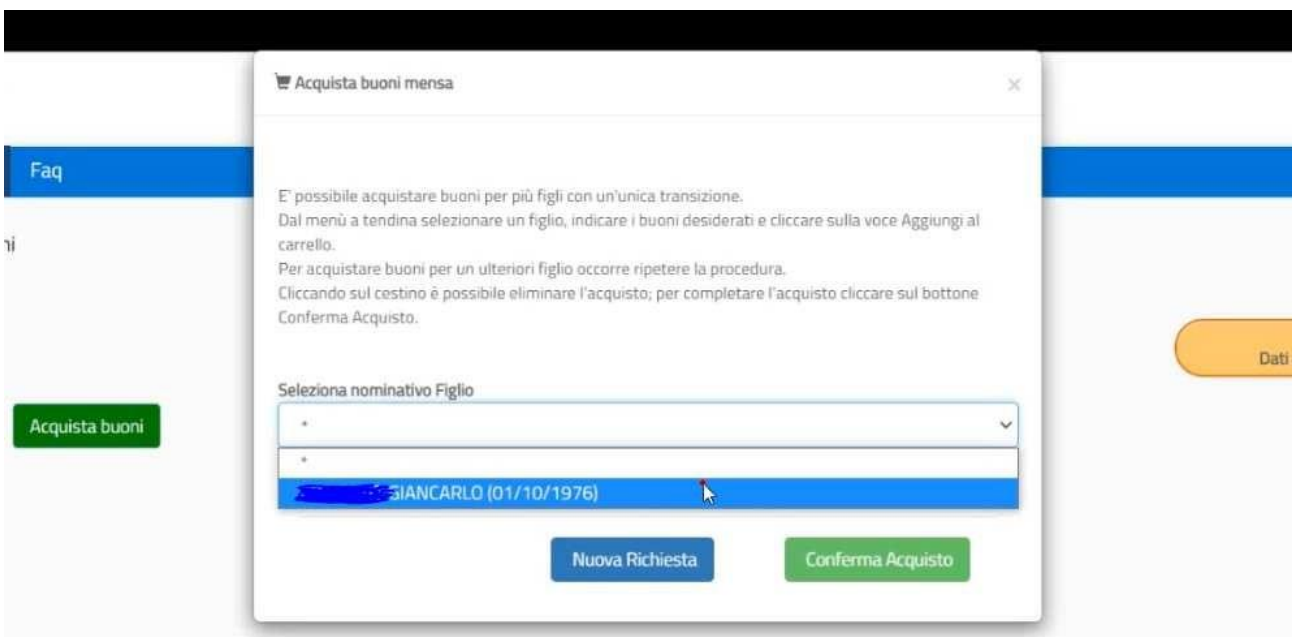 Acquista buoni mensa
×
Faq
E' possibile acquistare buoni per più figli con un'unica transizione.
Dal menù a tendina selezionare un figlio, indicare i buoni desiderati e cliccare sulla voce Aggiungi al
carrello.
ni
Per acquistare buoni per un ulteriori figlio occorre ripetere la procedura.
Cliccando sul cestino è possibile eliminare l'acquisto; per completare l'acquisto cliccare sul bottone
Conferma Acquisto.
Dati
Seleziona nominativo Figlio
*
Acquista buoni
*
GIANCARLO (01/10/1976)
Nuova Richiesta
Conferma Acquisto